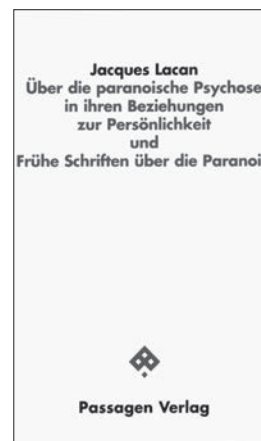 Jacques Lacan
Über die paranoische Psychose
in ihren Beziehungen
zur Persönlichkeit
und
Frühe Schriften über die Paranoi
Passagen Verlag